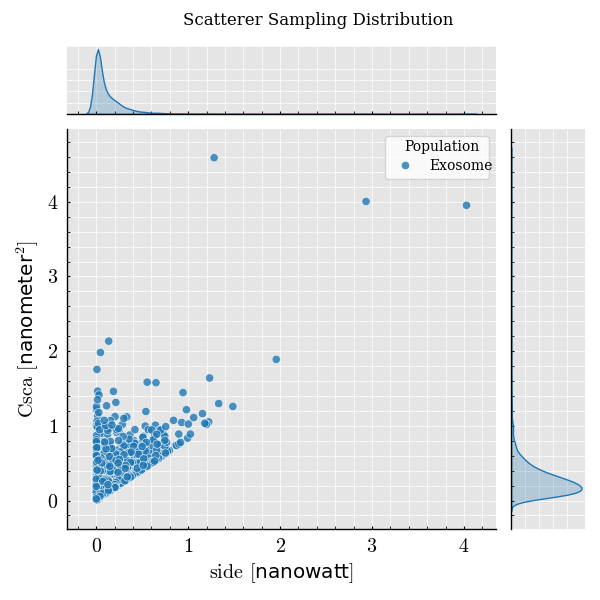 Scatterer Sampling Distribution
Population
Exosome
Csca [nanometer²]
4
3
2
1
0
0
1
2
3
4
side [nanowatt]